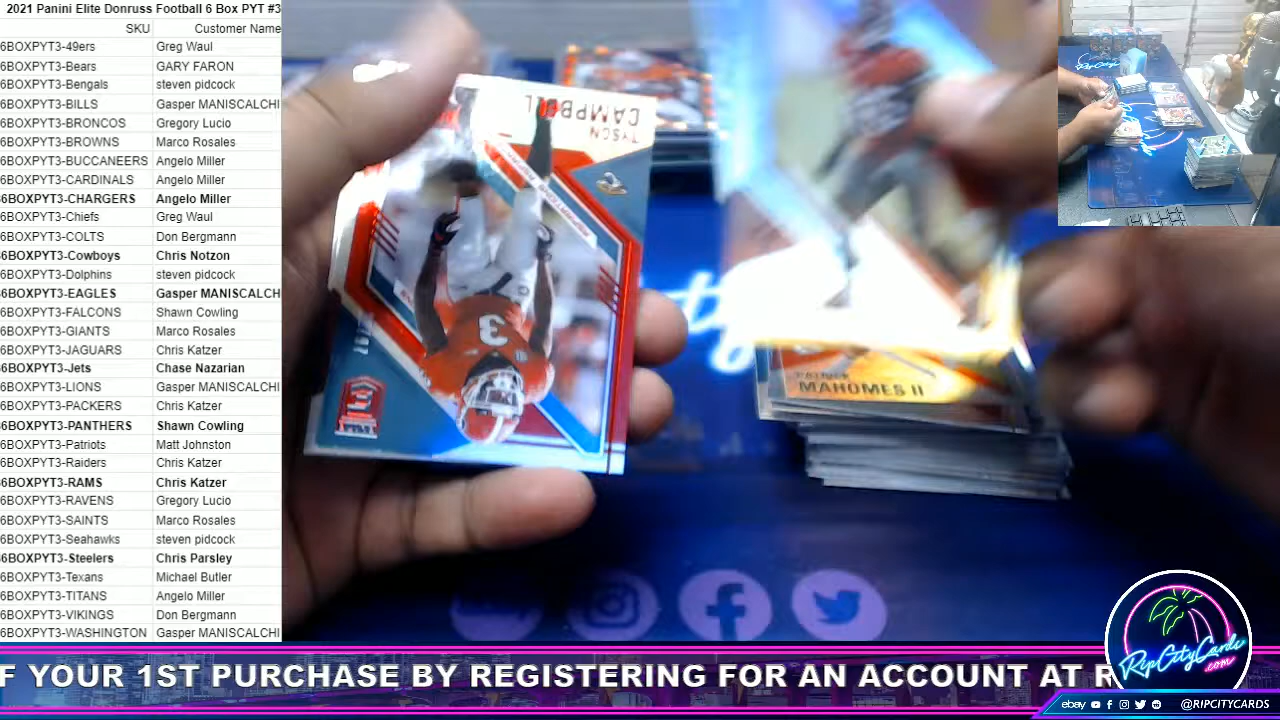 2021 Panini Elite Donruss Football 6 Box PYT #3
SKU Customer Name
6BOXPYT3-49ers Greg Waul
6BOXPYT3-Bears GARY FARON
6BOXPYT3-Bengals steven pidcock
6BOXPYT3-BILLS Gasper MANISCALCHI
6BOXPYT3-BRONCOS Gregory Lucio
6BOXPYT3-BROWNS Marco Rosales
6BOXPYT3-BUCCANEERS Angelo Miller
6BOXPYT3-CARDINALS Angelo Miller
6BOXPYT3-CHARGERS Angelo Miller
6BOXPYT3-Chiefs Greg Waul
6BOXPYT3-COLTS Don Bergmann
6BOXPYT3-Cowboys Chris Notzon
6BOXPYT3-Dolphins steven pidcock
6BOXPYT3-EAGLES Gasper MANISCALCH
6BOXPYT3-FALCONS Shawn Cowling
6BOXPYT3-GIANTS Marco Rosales
6BOXPYT3-JAGUARS Chris Katzer
6BOXPYT3-Jets Chase Nazarian
6BOXPYT3-LIONS Gasper MANISCALCHI
6BOXPYT3-PACKERS Chris Katzer
6BOXPYT3-PANTHERS Shawn Cowling
6BOXPYT3-Patriots Matt Johnston
6BOXPYT3-Raiders Chris Katzer
6BOXPYT3-RAMS Chris Katzer
6BOXPYT3-RAVENS Gregory Lucio
6BOXPYT3-SAINTS Marco Rosales
6BOXPYT3-Seahawks steven pidcock
6BOXPYT3-Steelers Chris Parsley
6BOXPYT3-Texans Michael Butler
6BOXPYT3-TITANS Angelo Miller
6BOXPYT3-VIKINGS Don Bergmann
6BOXPYT3-WASHINGTON Gasper MANISCALCHI
TYSON
CAMPBELL
3
MAHOMES II
F YOUR 1ST PURCHASE BY REGISTERING FOR AN ACCOUNT AT R
RipCityCards
.com
ebay @RIPCITYCARDS